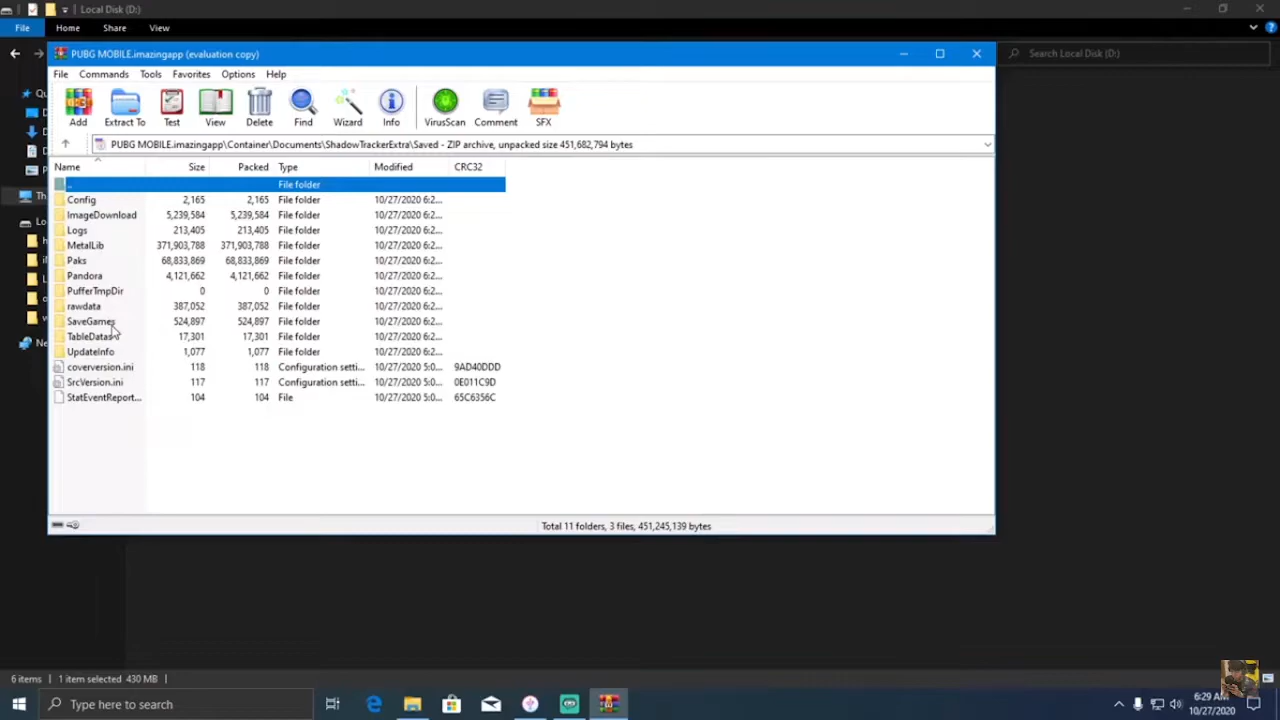 Local Disk (D:)
File Home Share View
PUBG MOBILE.imazingapp (evaluation copy)
Search Local Disk (D:)
File Commands Tools Favorites Options Help
Add Extract To Test View Delete Find Wizard Info VirusScan Comment SFX
PUBG MOBILE.imazingapp\Container\Documents\ShadowTrackerExtra\Saved - ZIP archive, unpacked size 451,682,794 bytes
Name Size Packed Type Modified CRC32
.. File folder
Config 2,165 2,165 File folder 10/27/2020 6:2...
ImageDownload 5,239,584 5,239,584 File folder 10/27/2020 6:2...
Logs 213,405 213,405 File folder 10/27/2020 6:2...
MetalLib 371,903,788 371,903,788 File folder 10/27/2020 6:2...
Paks 68,833,869 68,833,869 File folder 10/27/2020 6:2...
Pandora 4,121,662 4,121,662 File folder 10/27/2020 6:2...
PufferTmpDir 0 0 File folder 10/27/2020 6:2...
rawdata 387,052 387,052 File folder 10/27/2020 6:2...
SaveGames 524,897 524,897 File folder 10/27/2020 6:2...
TableDatas 17,301 17,301 File folder 10/27/2020 6:2...
UpdateInfo 1,077 1,077 File folder 10/27/2020 6:2...
coverversion.ini 118 118 Configuration setti... 10/27/2020 5:0... 9AD40DDD
SrcVersion.ini 117 117 Configuration setti... 10/27/2020 5:0... 0E011C9D
StatEventReport... 104 104 File 10/27/2020 5:0... 65C6356C
Total 11 folders, 3 files, 451,245,139 bytes
6 items 1 item selected 430 MB
Type here to search
6:29 AM
10/27/2020